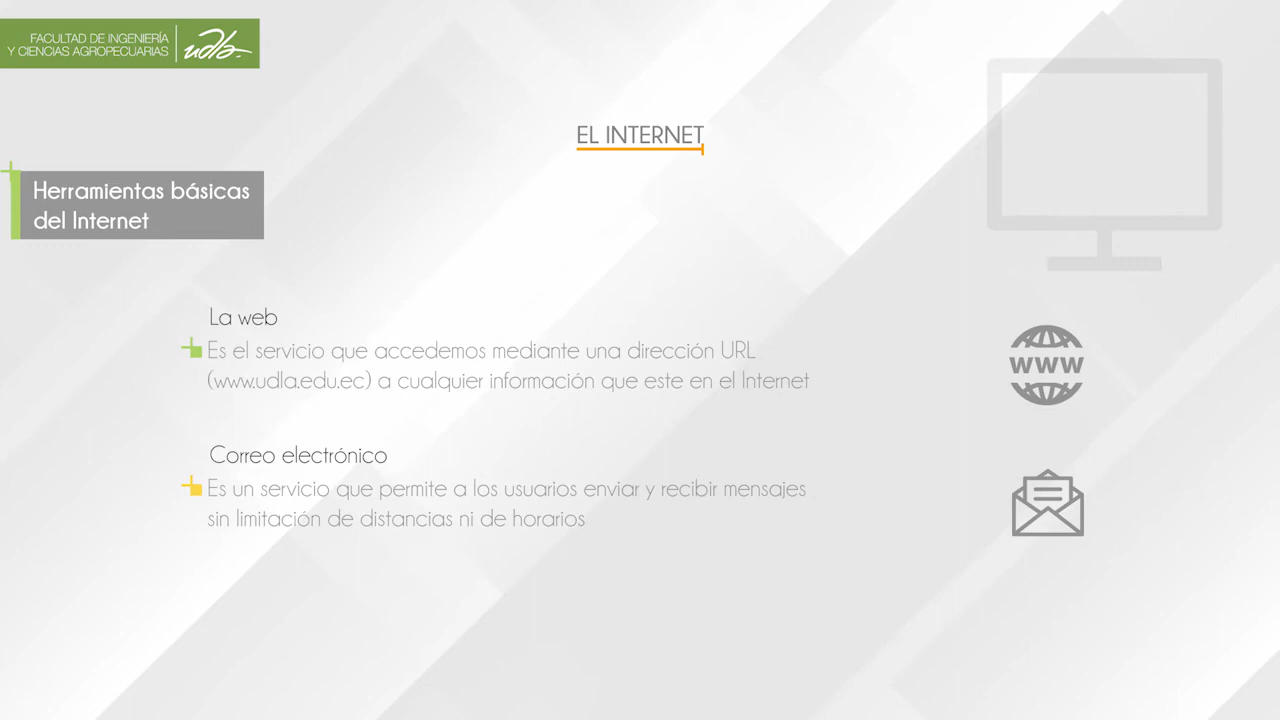 FACULTAD DE INGENIERÍA
Y CIENCIAS AGROPECUARIAS
udla
EL INTERNET
Herramientas básicas
del Internet
La web
Es el servicio que accedemos mediante una dirección URL
(www.udla.edu.ec) a cualquier información que este en el Internet
WWW
Correo electrónico
Es un servicio que permite a los usuarios enviar y recibir mensajes
sin limitación de distancias ni de horarios